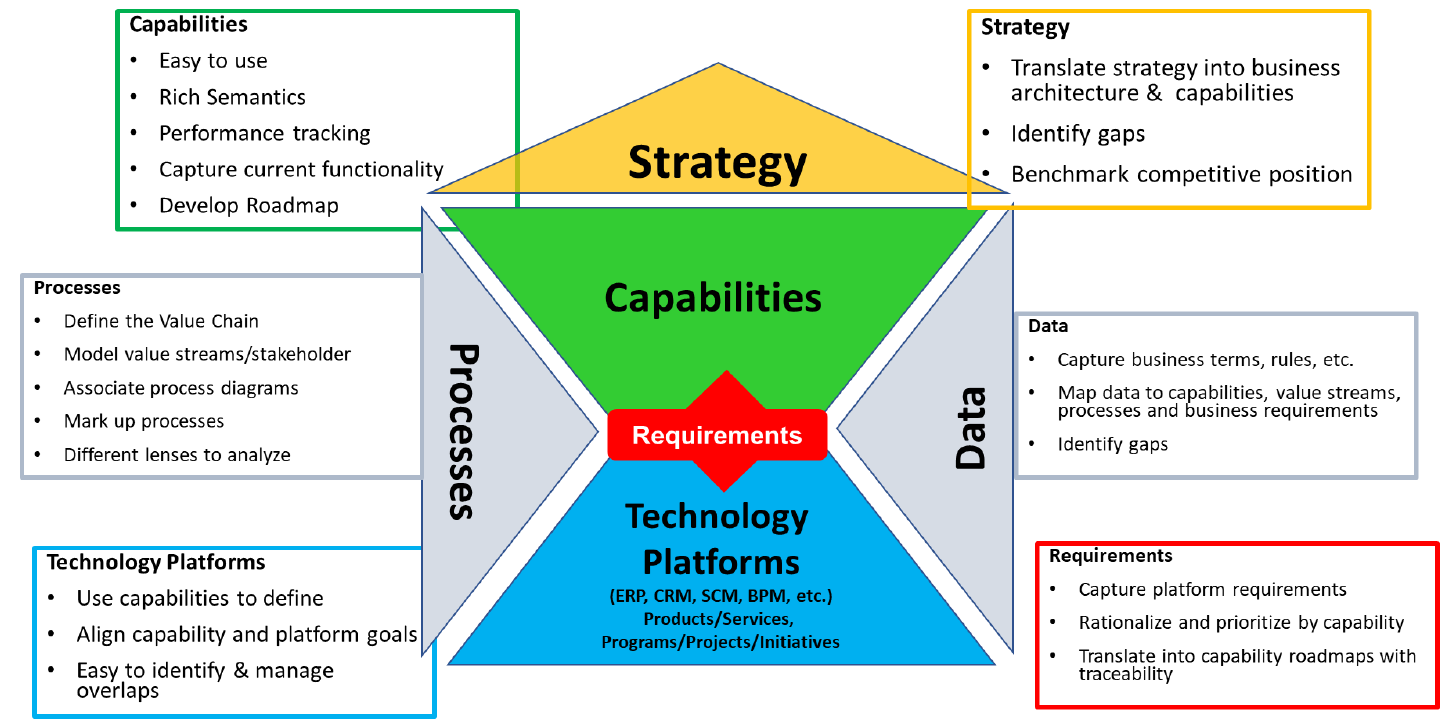 Capabilities
• Easy to use
• Rich Semantics
• Performance tracking
• Capture current functionality
• Develop Roadmap
Strategy
• Translate strategy into business
architecture & capabilities
• Identify gaps
• Benchmark competitive position
Strategy
Capabilities
Processes
• Define the Value Chain
• Model value streams/stakeholder
• Associate process diagrams
• Mark up processes
• Different lenses to analyze
Processes
Requirements
Data
Data
• Capture business terms, rules, etc.
• Map data to capabilities, value streams,
processes and business requirements
• Identify gaps
Technology Platforms
• Use capabilities to define
• Align capability and platform goals
• Easy to identify & manage
overlaps
Technology
Platforms
(ERP, CRM, SCM, BPM, etc.)
Products/Services,
Programs/Projects/Initiatives
Requirements
• Capture platform requirements
• Rationalize and prioritize by capability
• Translate into capability roadmaps with
traceability